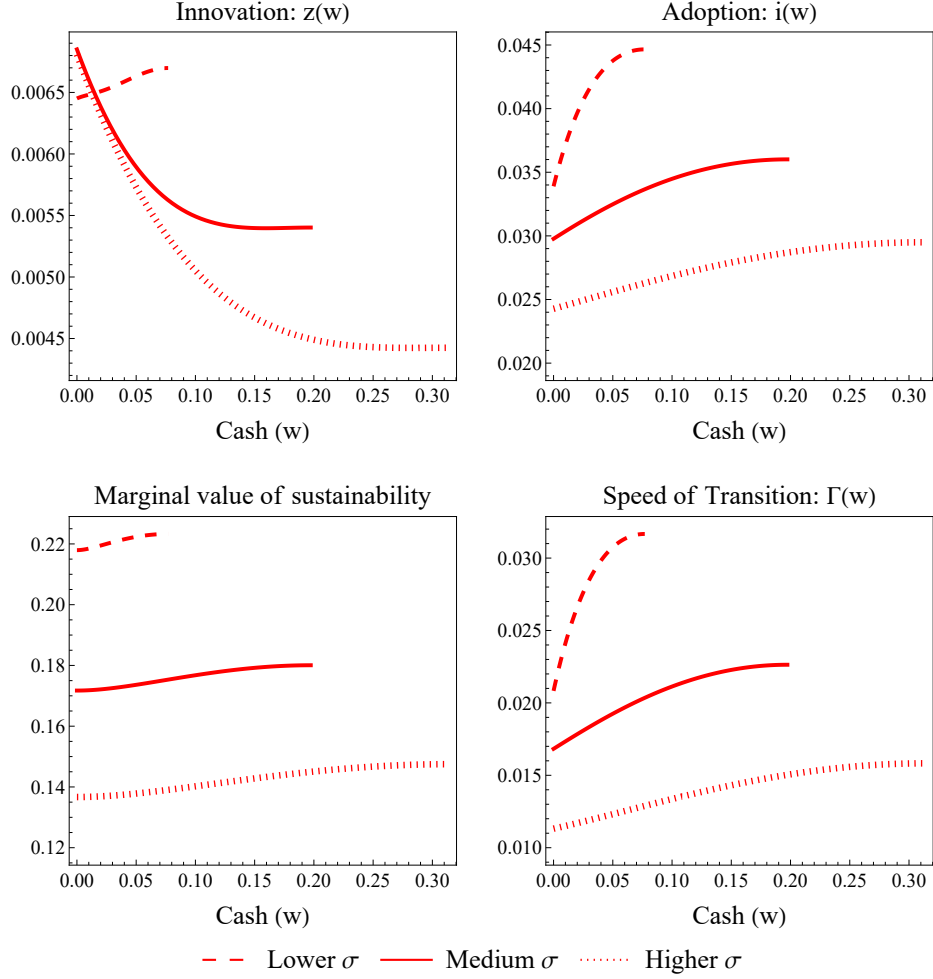 Innovation: z(w)
0.0065
0.0060
0.0055
0.0050
0.0045
0.00 0.05 0.10 0.15 0.20 0.25 0.30
Cash (w)
Adoption: i(w)
0.045
0.040
0.035
0.030
0.025
0.020
0.00 0.05 0.10 0.15 0.20 0.25 0.30
Cash (w)
Marginal value of sustainability
0.22
0.20
0.18
0.16
0.14
0.12
0.00 0.05 0.10 0.15 0.20 0.25 0.30
Cash (w)
Speed of Transition: Γ(w)
0.030
0.025
0.020
0.015
0.010
0.00 0.05 0.10 0.15 0.20 0.25 0.30
Cash (w)
Lower σ Medium σ Higher σ